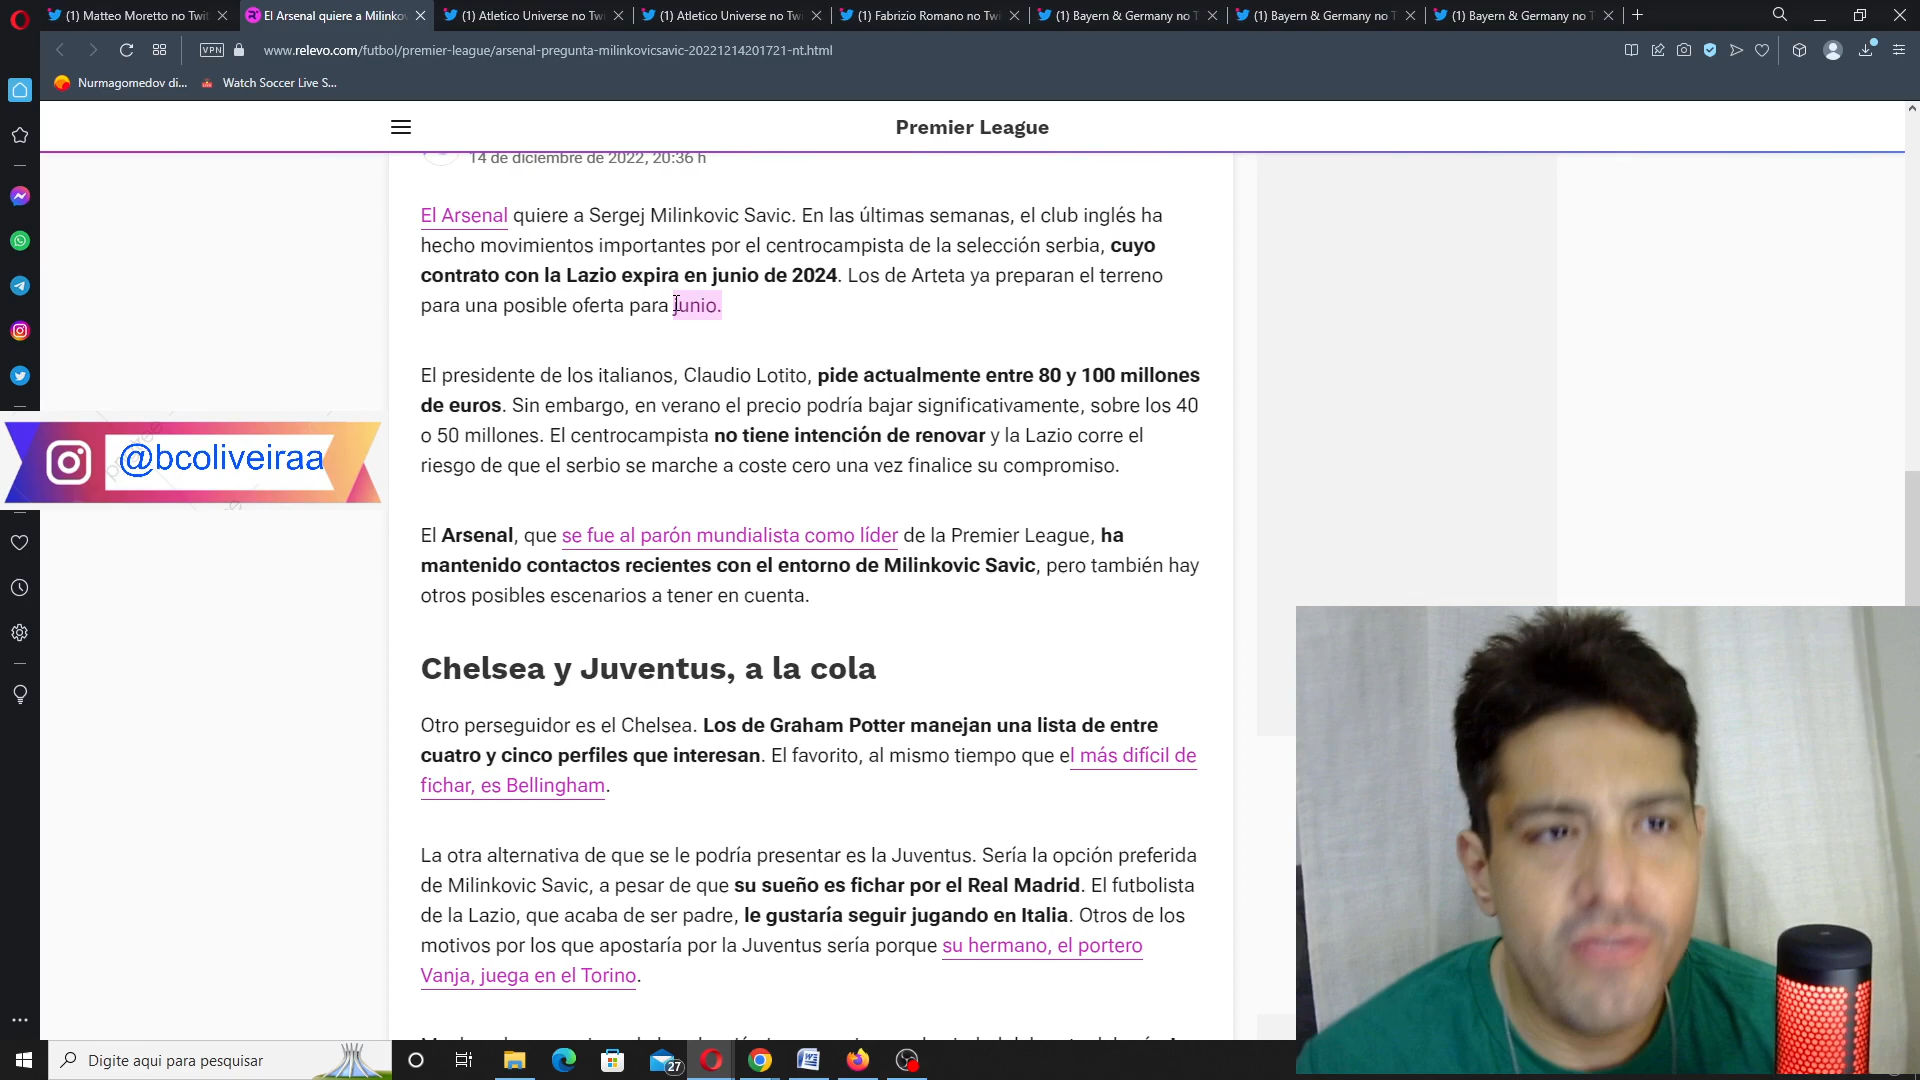 (1) Matteo Moretto no Twit
El Arsenal quiere a Milinkov
(1) Atletico Universe no Twi
(1) Atletico Universe no Twi
(1) Fabrizio Romano no Twi
(1) Bayern & Germany no T
(1) Bayern & Germany no T
(1) Bayern & Germany no T
VPN
www.relevo.com/futbol/premier-league/arsenal-pregunta-milinkovicsavic-20221214201721-nt.html
Nurmagomedov di...
Watch Soccer Live S...
Premier League
14 de diciembre de 2022, 20:36 h
El Arsenal quiere a Sergej Milinkovic Savic. En las últimas semanas, el club inglés ha
hecho movimientos importantes por el centrocampista de la selección serbia, cuyo
contrato con la Lazio expira en junio de 2024. Los de Arteta ya preparan el terreno
para una posible oferta para junio.
El presidente de los italianos, Claudio Lotito, pide actualmente entre 80 y 100 millones
de euros. Sin embargo, en verano el precio podría bajar significativamente, sobre los 40
o 50 millones. El centrocampista no tiene intención de renovar y la Lazio corre el
riesgo de que el serbio se marche a coste cero una vez finalice su compromiso.
@bcoliveiraa
El Arsenal, que se fue al parón mundialista como líder de la Premier League, ha
mantenido contactos recientes con el entorno de Milinkovic Savic, pero también hay
otros posibles escenarios a tener en cuenta.
Chelsea y Juventus, a la cola
Otro perseguidor es el Chelsea. Los de Graham Potter manejan una lista de entre
cuatro y cinco perfiles que interesan. El favorito, al mismo tiempo que el más difícil de
fichar, es Bellingham.
La otra alternativa de que se le podría presentar es la Juventus. Sería la opción preferida
de Milinkovic Savic, a pesar de que su sueño es fichar por el Real Madrid. El futbolista
de la Lazio, que acaba de ser padre, le gustaría seguir jugando en Italia. Otros de los
motivos por los que apostaría por la Juventus sería porque su hermano, el portero
Vanja, juega en el Torino.
Digite aqui para pesquisar
27